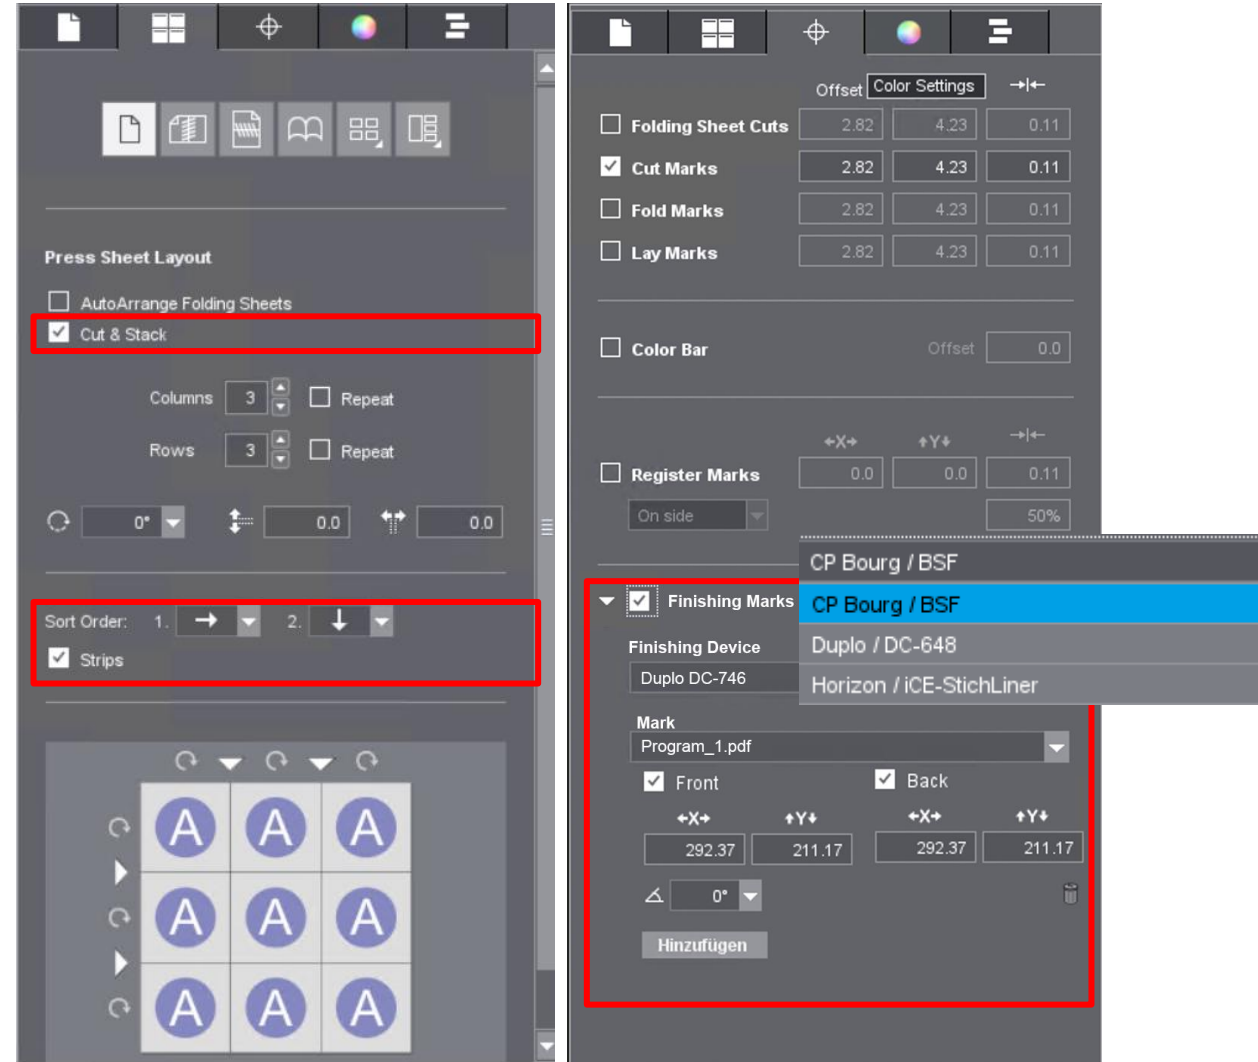 Press Sheet Layout
AutoArrange Folding Sheets
Cut & Stack
Columns 3 Repeat
Rows 3 Repeat
0° 0.0 0.0
Sort Order: 1. 2.
Strips
A A A
A A A
A A A
Offset Color Settings
Folding Sheet Cuts 2.82 4.23 0.11
Cut Marks 2.82 4.23 0.11
Fold Marks 2.82 4.23 0.11
Lay Marks 2.82 4.23 0.11
Color Bar Offset 0.0
X Y
Register Marks 0.0 0.0 0.11
On side 50%
CP Bourg / BSF
Finishing Marks CP Bourg / BSF
Finishing Device Duplo / DC-648
Duplo DC-746 Horizon / iCE-StichLiner
Mark
Program_1.pdf
Front Back
X Y X Y
292.37 211.17 292.37 211.17
0°
Hinzufügen